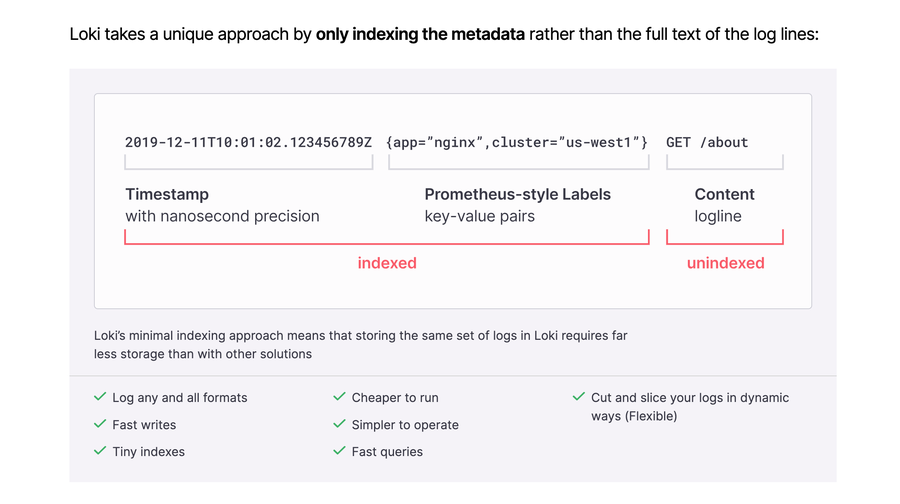 Loki takes a unique approach by only indexing the metadata rather than the full text of the log lines:
2019-12-11T10:01:02.123456789Z {app=”nginx”,cluster=”us-west1”} GET /about
Timestamp Prometheus-style Labels Content
with nanosecond precision key-value pairs logline
indexed unindexed
Loki’s minimal indexing approach means that storing the same set of logs in Loki requires far
less storage than with other solutions
Log any and all formats
Fast writes
Tiny indexes
Cheaper to run
Simpler to operate
Fast queries
Cut and slice your logs in dynamic
ways (Flexible)